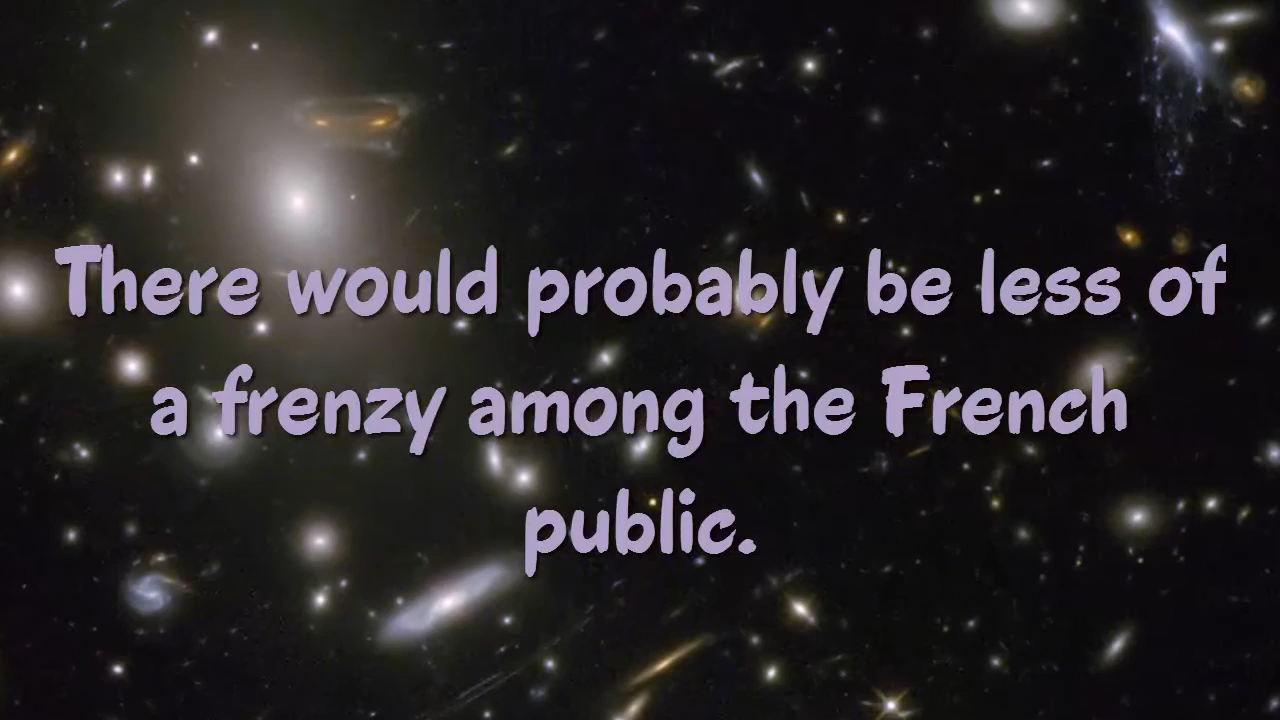 There would probably be less of
a frenzy among the French
public.